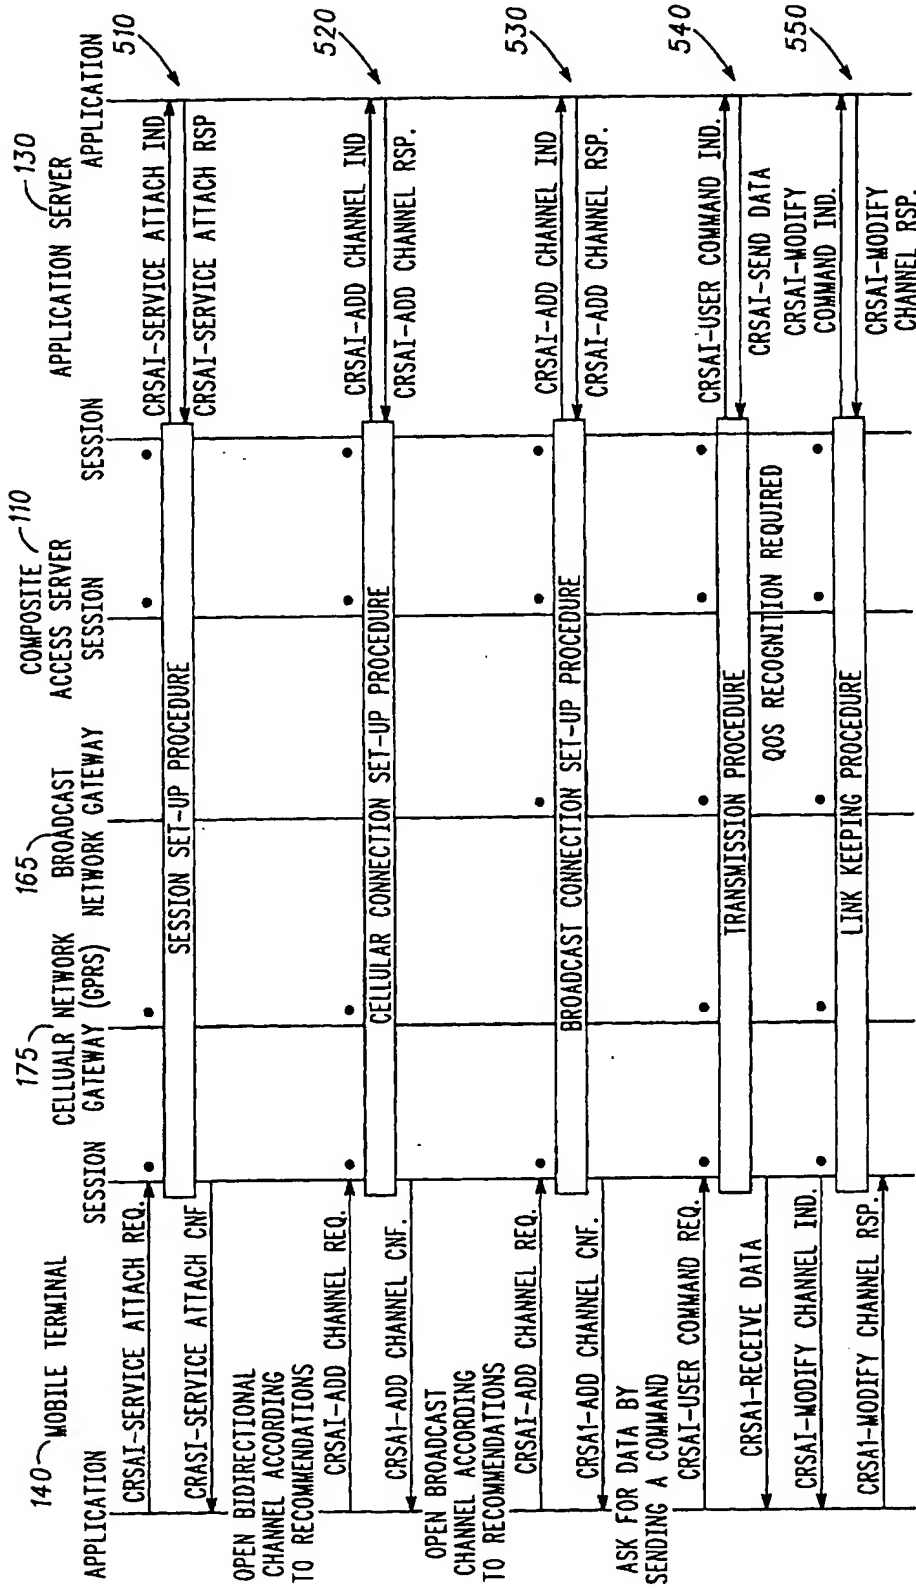 140 MOBILE TERMINAL
175
CELLUALR NETWORK
GATEWAY (GPRS)
165
BROADCAST
NETWORK GATEWAY
COMPOSITE 110
ACCESS SERVER
APPLICATION SERVER 130
APPLICATION
SESSION
SESSION
SESSION
APPLICATION
510
CRSAI-SERVICE ATTACH REQ.
CRASI-SERVICE ATTACH CNF
SESSION SET-UP PROCEDURE
CRSAI-SERVICE ATTACH IND
CRSAI-SERVICE ATTACH RSP
520
OPEN BIDIRECTIONAL
CHANNEL ACCORDING
TO RECOMMENDATIONS
CRSAI-ADD CHANNEL REQ.
CRSA1-ADD CHANNEL CNF.
CELLULAR CONNECTION SET-UP PROCEDURE
CRSAI-ADD CHANNEL IND
CRSAI-ADD CHANNEL RSP.
530
OPEN BROADCAST
CHANNEL ACCORDING
TO RECOMMENDATIONS
CRSAI-ADD CHANNEL REQ.
CRSA1-ADD CHANNEL CNF.
BROADCAST CONNECTION SET-UP PROCEDURE
CRSAI-ADD CHANNEL IND
CRSAI-ADD CHANNEL RSP.
540
ASK FOR DATA BY
SENDING A COMMAND
CRSAI-USER COMMAND REQ.
CRSA1-RECEIVE DATA
TRANSMISSION PROCEDURE
QOS RECOGNITION REQUIRED
CRSAI-USER COMMAND IND.
CRSAI-SEND DATA
550
CRSAI-MODIFY CHANNEL IND.
CRSA1-MODIFY CHANNEL RSP.
LINK KEEPING PROCEDURE
CRSAI-MODIFY
COMMAND IND.
CRSAI-MODIFY
CHANNEL RSP.